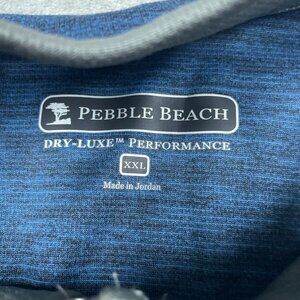 PEBBLE BEACH
DRY-LUXE™ PERFORMANCE
XXL
Made in Jordan